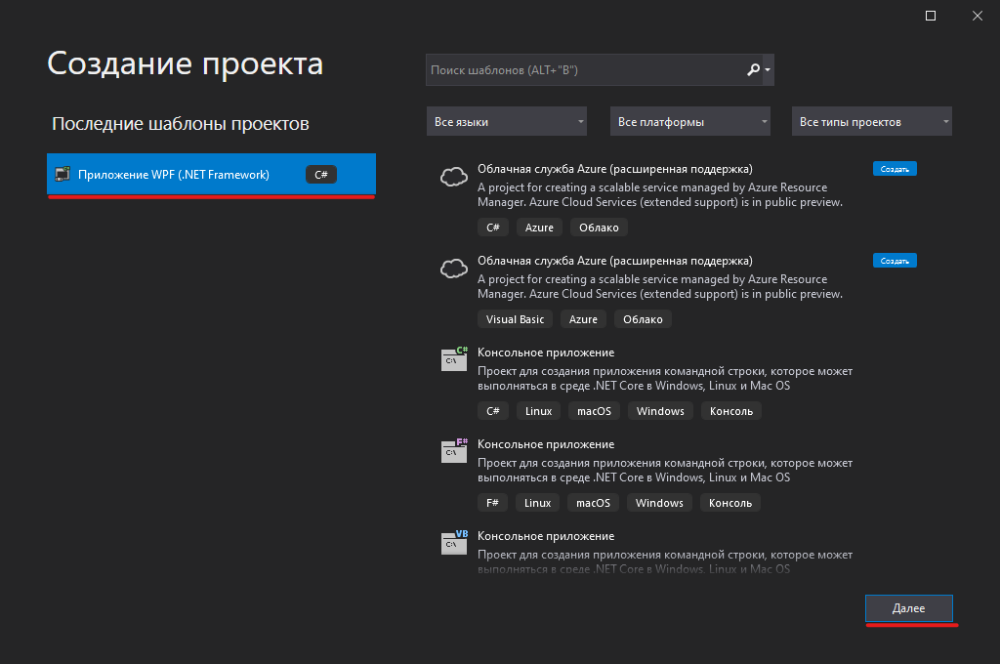 Создание проекта
Последние шаблоны проектов
Приложение WPF (.NET Framework) C#
Поиск шаблонов (ALT+"B")
Все языки Все платформы Все типы проектов
Облачная служба Azure (расширенная поддержка) Создать
A project for creating a scalable service managed by Azure Resource
Manager. Azure Cloud Services (extended support) is in public preview.
C# Azure Облако
Облачная служба Azure (расширенная поддержка) Создать
A project for creating a scalable service managed by Azure Resource
Manager. Azure Cloud Services (extended support) is in public preview.
Visual Basic Azure Облако
C#
C:\
Консольное приложение
Проект для создания приложения командной строки, которое может
выполняться в среде .NET Core в Windows, Linux и Mac OS
C# Linux macOS Windows Консоль
F#
C:\
Консольное приложение
Проект для создания приложения командной строки, которое может
выполняться в среде .NET Core в Windows, Linux и Mac OS
F# Linux macOS Windows Консоль
VB
C:\
Консольное приложение
Проект для создания приложения командной строки, которое может
выполняться в среде .NET Core в Windows, Linux и Mac OS
Далее